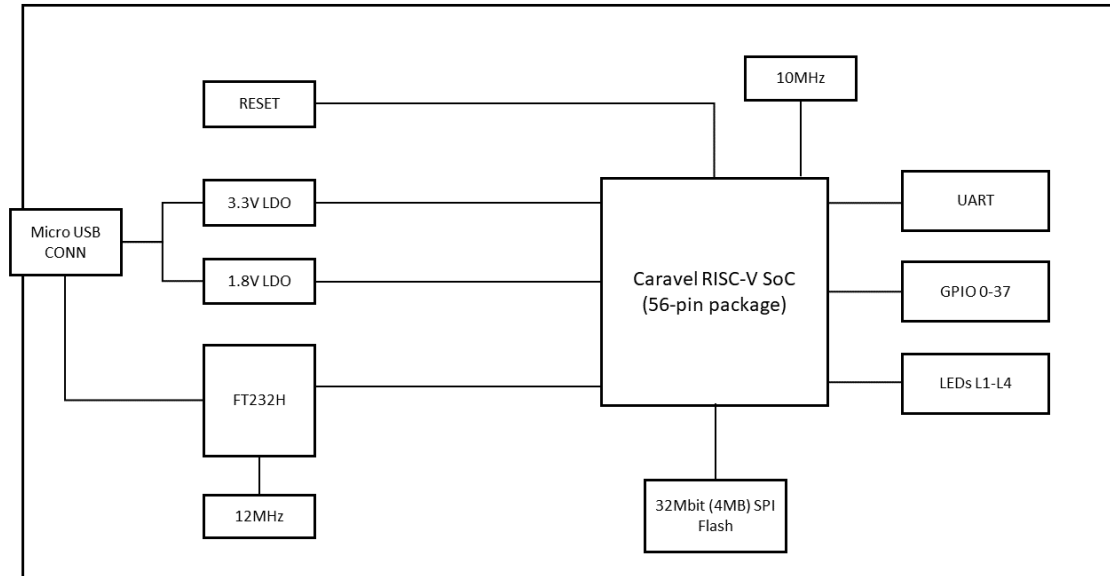 10MHz
RESET
3.3V LDO
UART
Micro USB
CONN
1.8V LDO
Caravel RISC-V SoC
(56-pin package)
GPIO 0-37
FT232H
LEDs L1-L4
12MHz
32Mbit (4MB) SPI
Flash